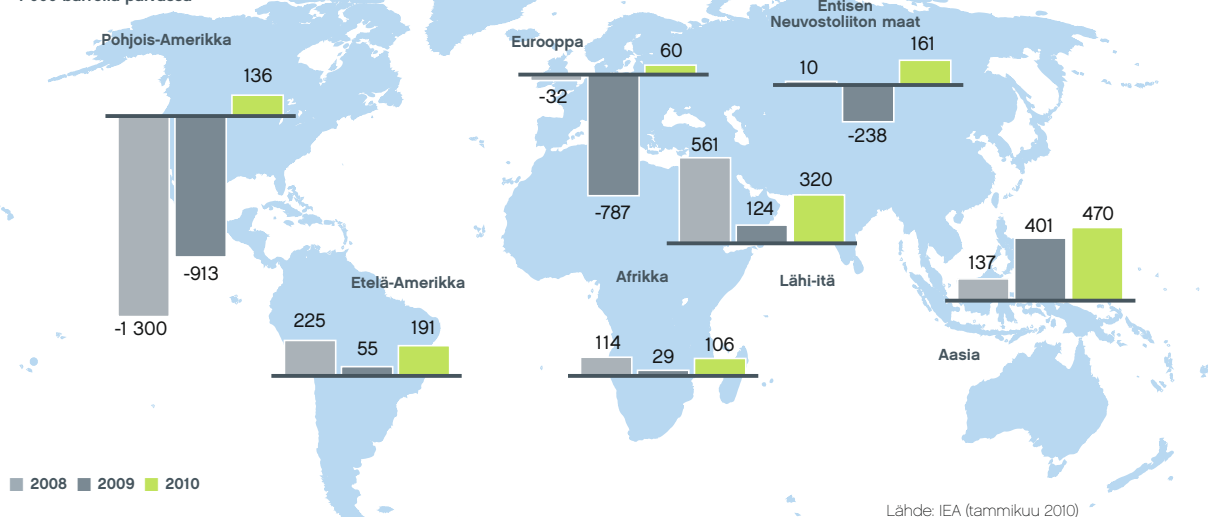 Pohjois-Amerikka
136
-1 300
-913
Eurooppa
60
-32
-787
Entisen
Neuvostoliiton maat
10
161
-238
561
124
320
Lähi-itä
Etelä-Amerikka
225
55
191
Afrikka
114
29
106
137
401
470
Aasia
2008 2009 2010
Lähde: IEA (tammikuu 2010)